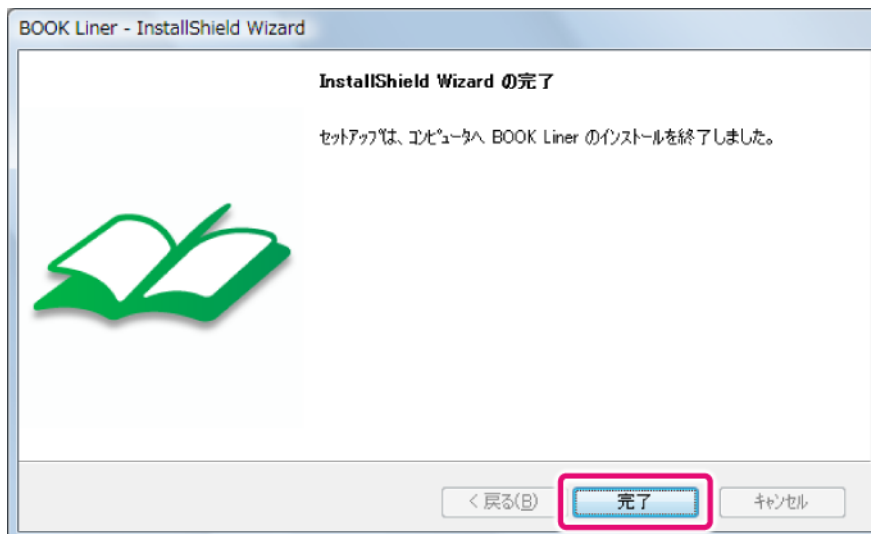 BOOK Liner - InstallShield Wizard
InstallShield Wizard の完了
セットアップは、コンピュータへ BOOK Liner のインストールを終了しました。
< 戻る(B)
完了
キャンセル